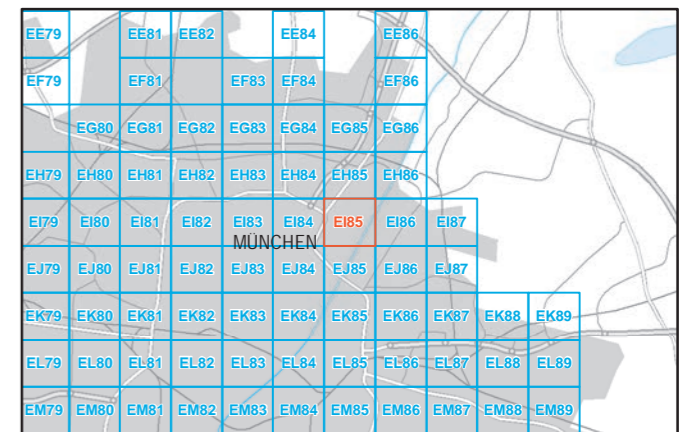 EE79 EE81 EE82 EE84 EE86
EF79 EF81 EF83 EF84 EF86
EG80 EG81 EG82 EG83 EG84 EG85 EG86
EH79 EH80 EH81 EH82 EH83 EH84 EH85 EH86
EI79 EI80 EI81 EI82 EI83 EI84 EI85 EI86 EI87
MÜNCHEN
EJ79 EJ80 EJ81 EJ82 EJ83 EJ84 EJ85 EJ86 EJ87
EK79 EK80 EK81 EK82 EK83 EK84 EK85 EK86 EK87 EK88 EK89
EL79 EL80 EL81 EL82 EL83 EL84 EL85 EL86 EL87 EL88 EL89
EM79 EM80 EM81 EM82 EM83 EM84 EM85 EM86 EM87 EM88 EM89